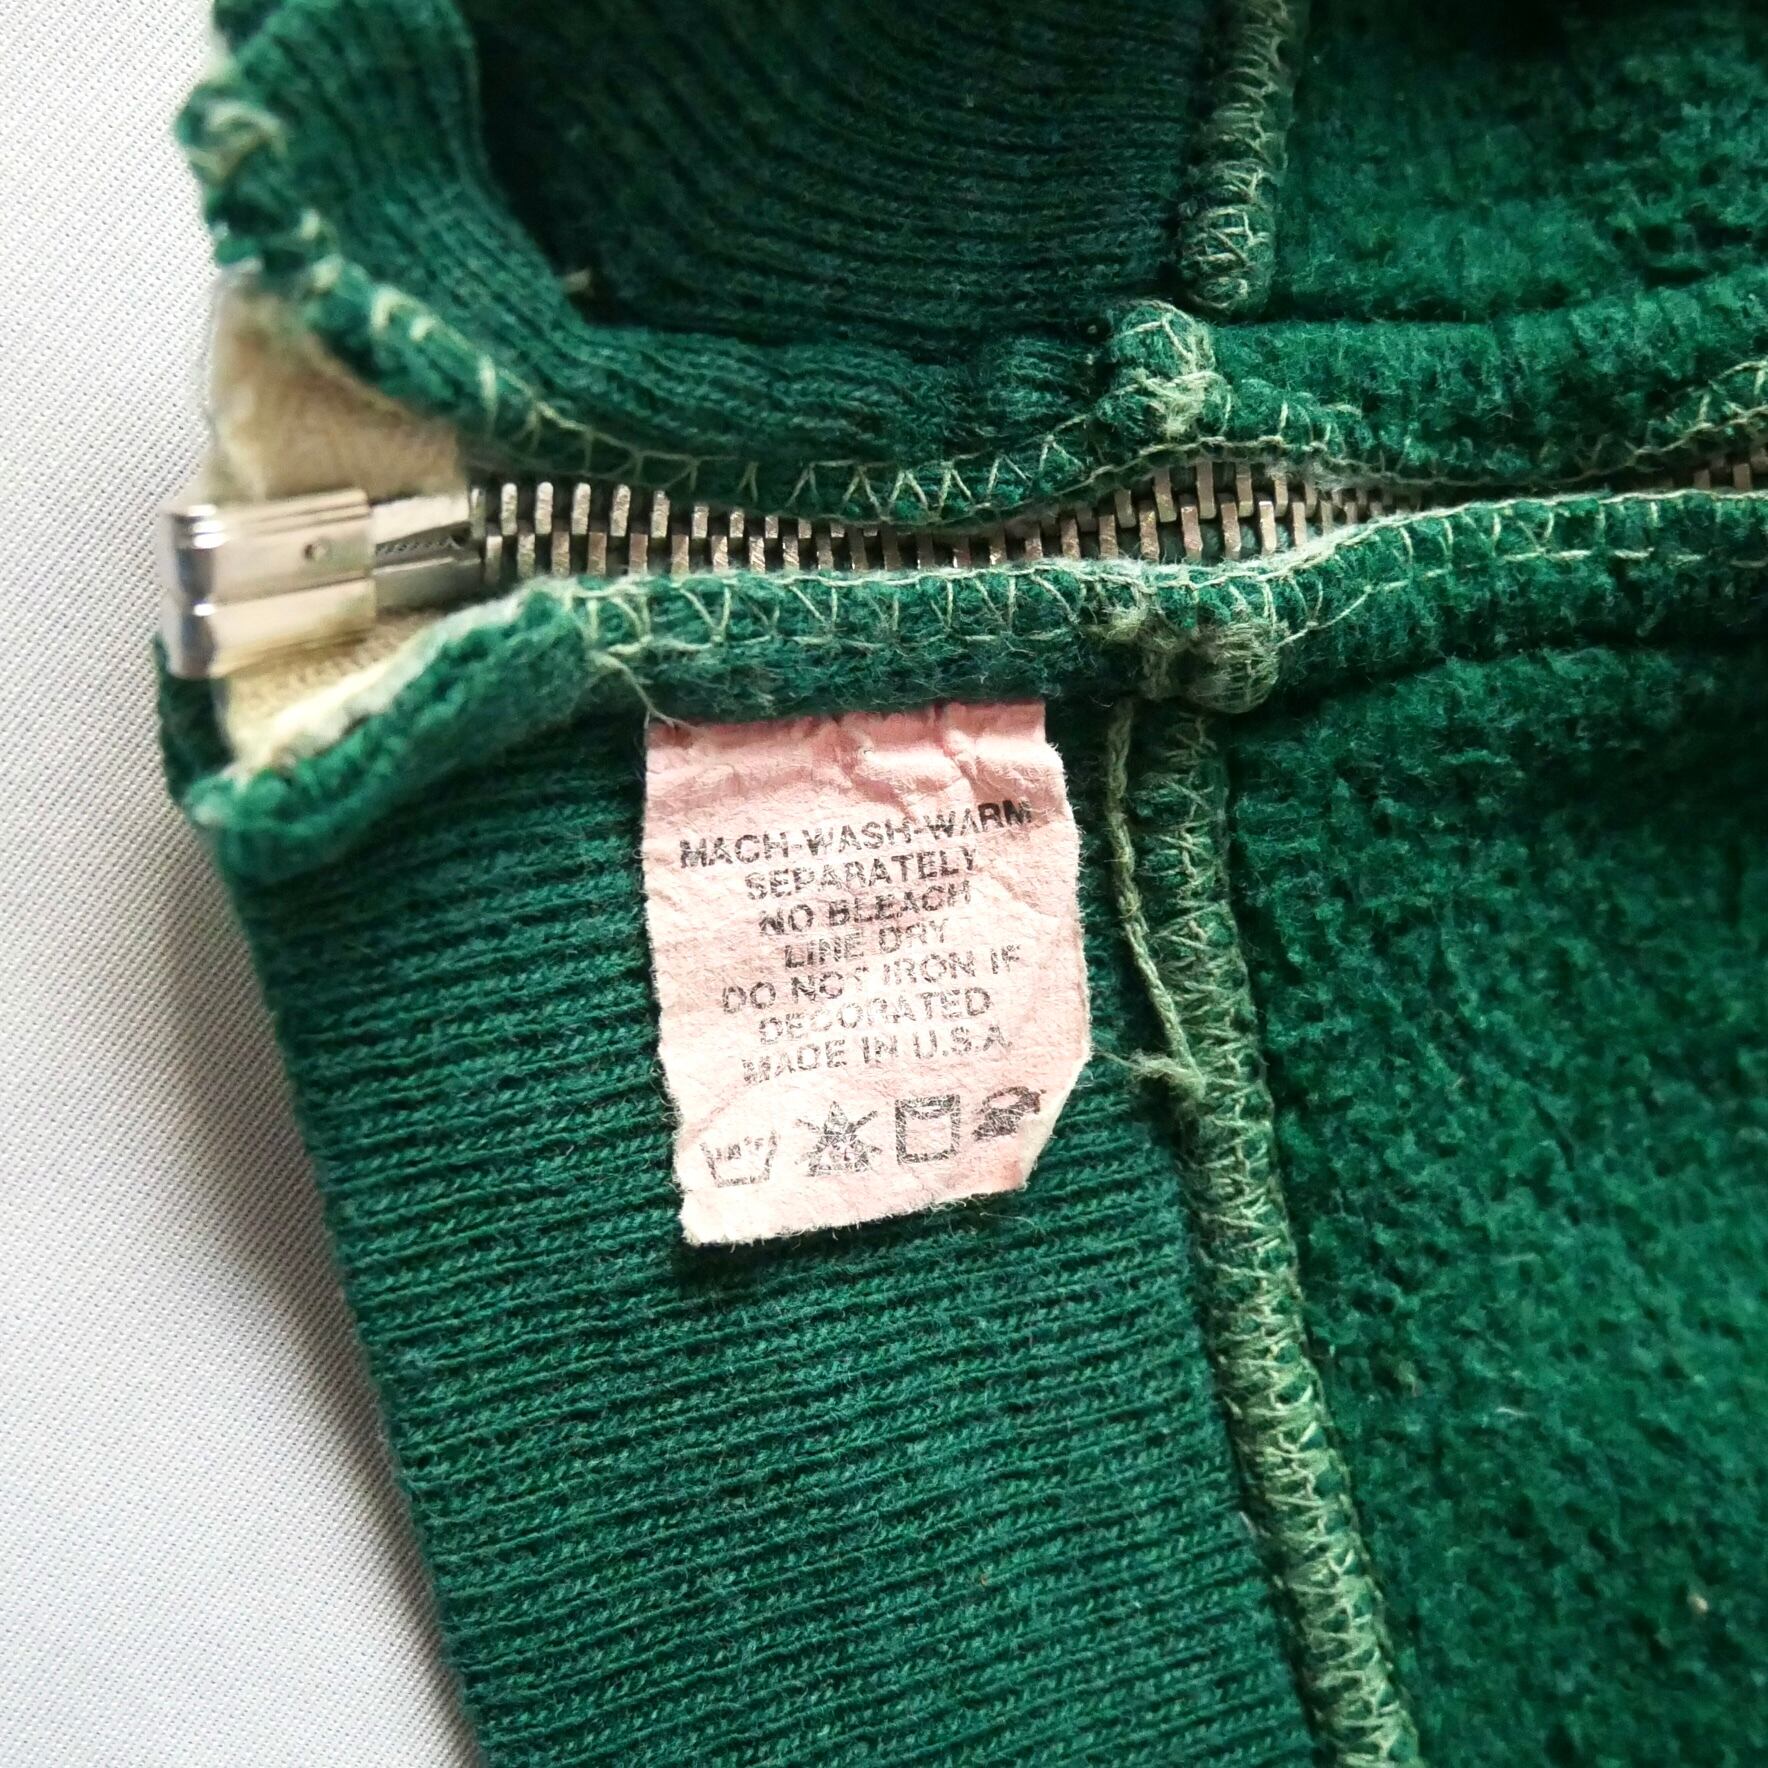 MACH-WASH-WARM
SEPARATELY
NO BLEACH
LINE DRY
DO NOT IRON IF
DECORATED
MADE IN U.S.A